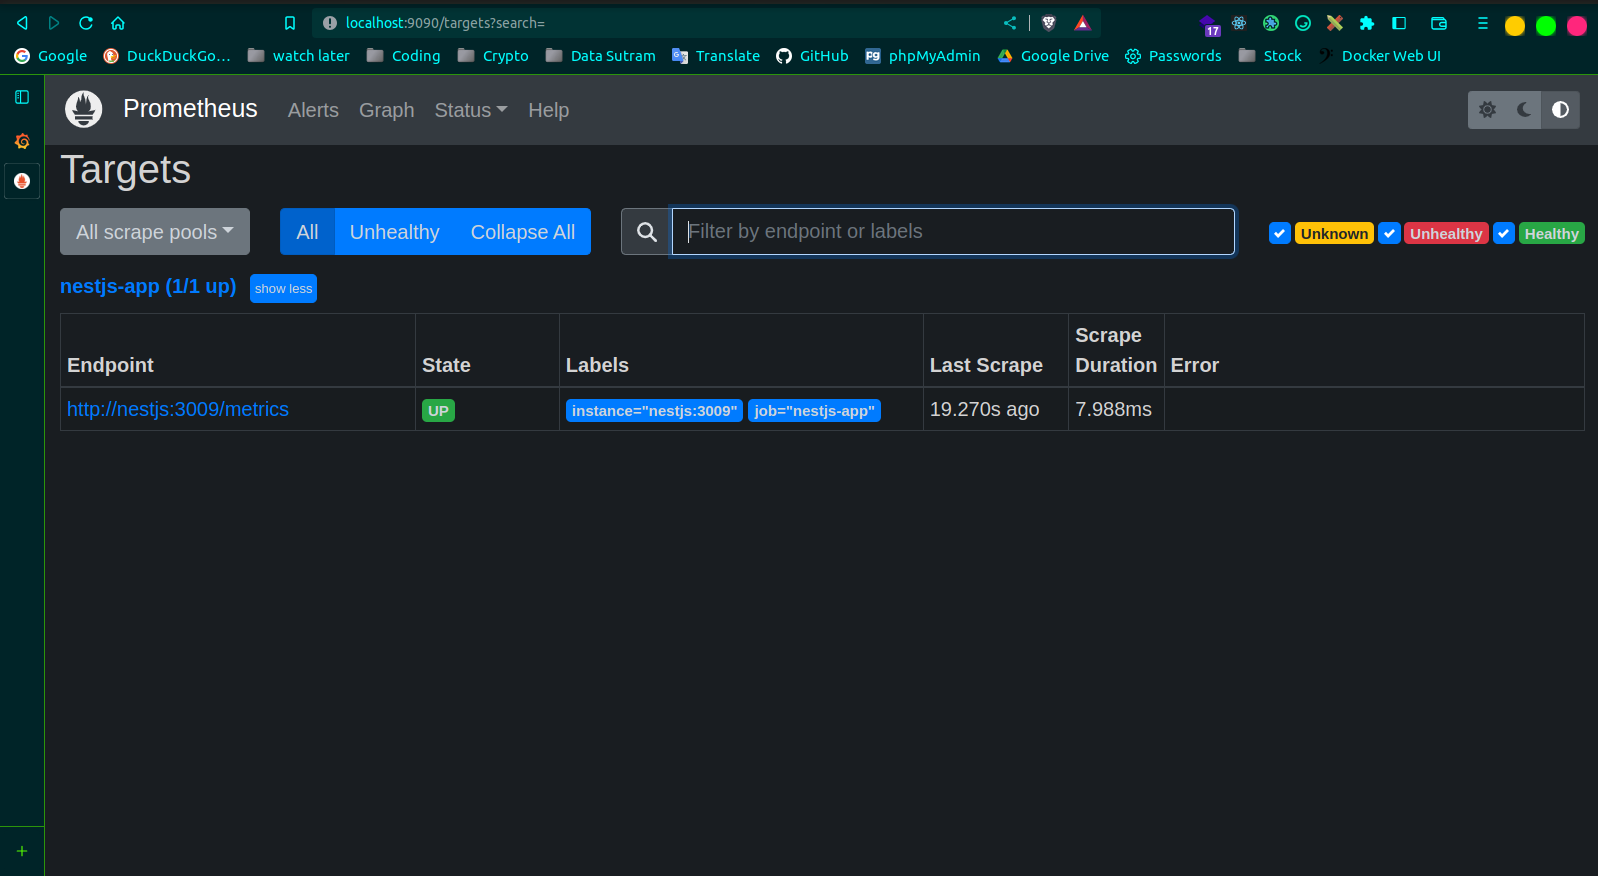 localhost:9090/targets?search=
17
Google DuckDuckGo... watch later Coding Crypto Data Sutram Translate GitHub pg phpMyAdmin Google Drive Passwords Stock Docker Web UI
Prometheus Alerts Graph Status Help
Targets
All scrape pools All Unhealthy Collapse All Filter by endpoint or labels Unknown Unhealthy Healthy
nestjs-app (1/1 up) show less
Endpoint State Labels Last Scrape Scrape Duration Error
http://nestjs:3009/metrics UP instance="nestjs:3009" job="nestjs-app" 19.270s ago 7.988ms